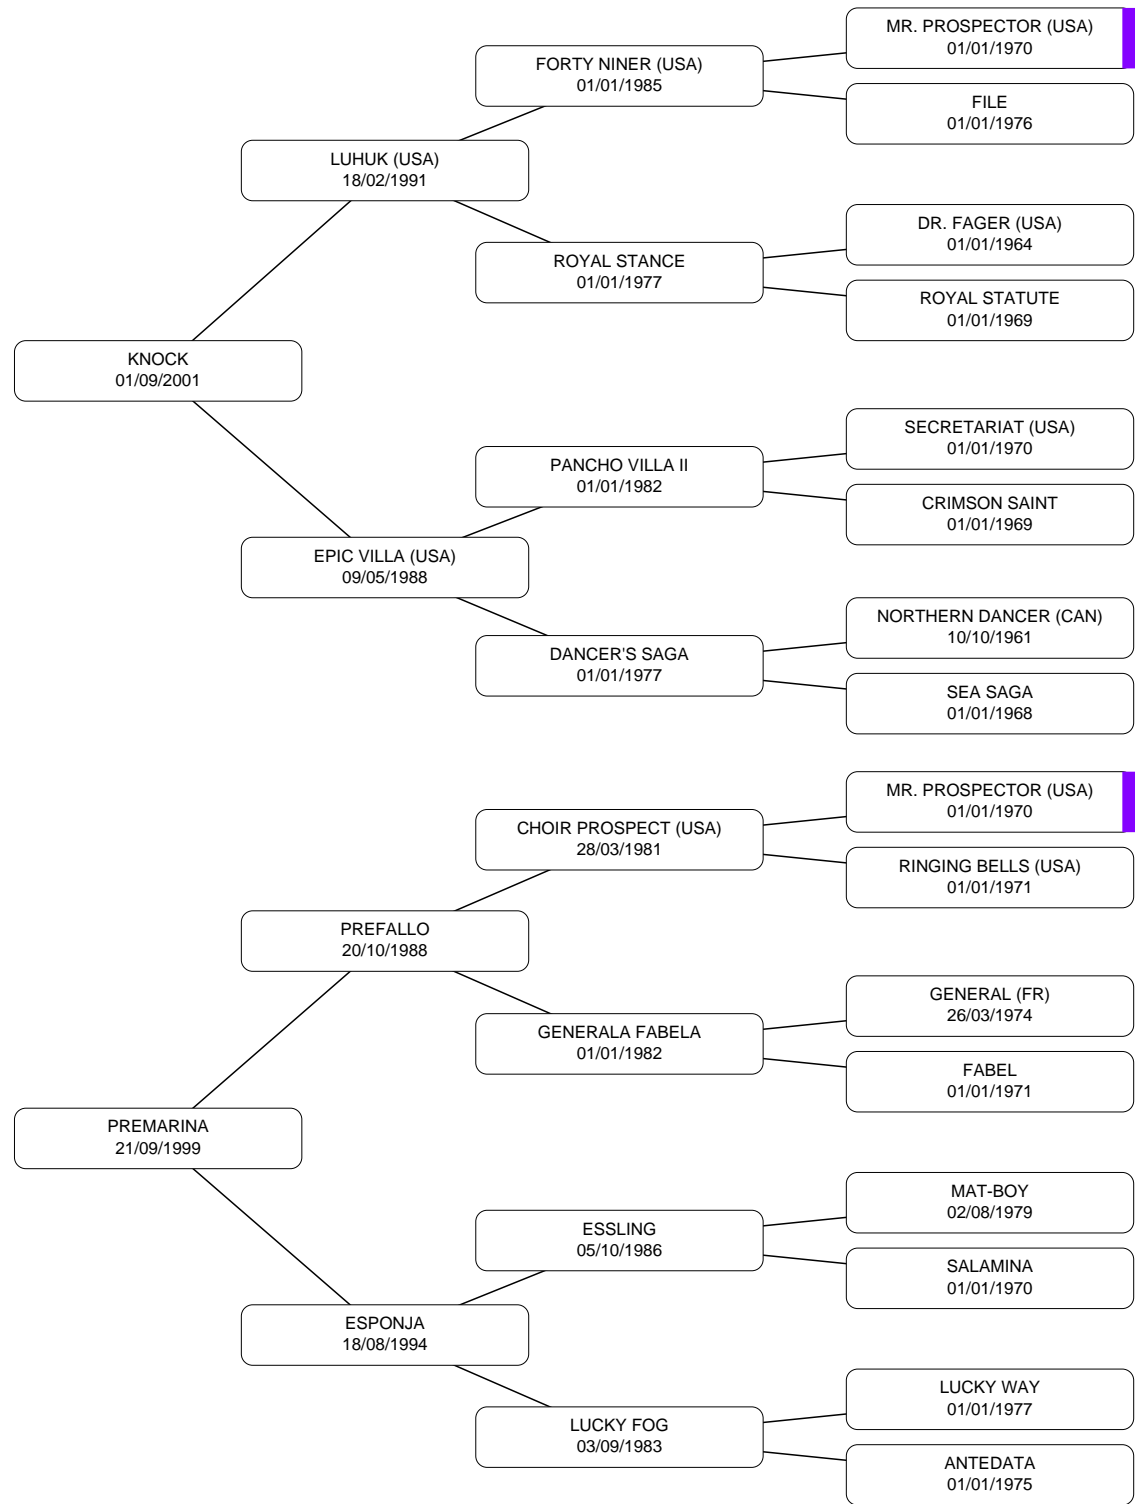 MR. PROSPECTOR (USA)
01/01/1970
FORTY NINER (USA)
01/01/1985
FILE
01/01/1976
LUHUK (USA)
18/02/1991
DR. FAGER (USA)
01/01/1964
ROYAL STANCE
01/01/1977
ROYAL STATUTE
01/01/1969
KNOCK
01/09/2001
SECRETARIAT (USA)
01/01/1970
PANCHO VILLA II
01/01/1982
CRIMSON SAINT
01/01/1969
EPIC VILLA (USA)
09/05/1988
NORTHERN DANCER (CAN)
10/10/1961
DANCER'S SAGA
01/01/1977
SEA SAGA
01/01/1968
MR. PROSPECTOR (USA)
01/01/1970
CHOIR PROSPECT (USA)
28/03/1981
RINGING BELLS (USA)
01/01/1971
PREFALLO
20/10/1988
GENERAL (FR)
26/03/1974
GENERALA FABELA
01/01/1982
FABEL
01/01/1971
PREMARINA
21/09/1999
MAT-BOY
02/08/1979
ESSLING
05/10/1986
SALAMINA
01/01/1970
ESPONJA
18/08/1994
LUCKY WAY
01/01/1977
LUCKY FOG
03/09/1983
ANTEDATA
01/01/1975